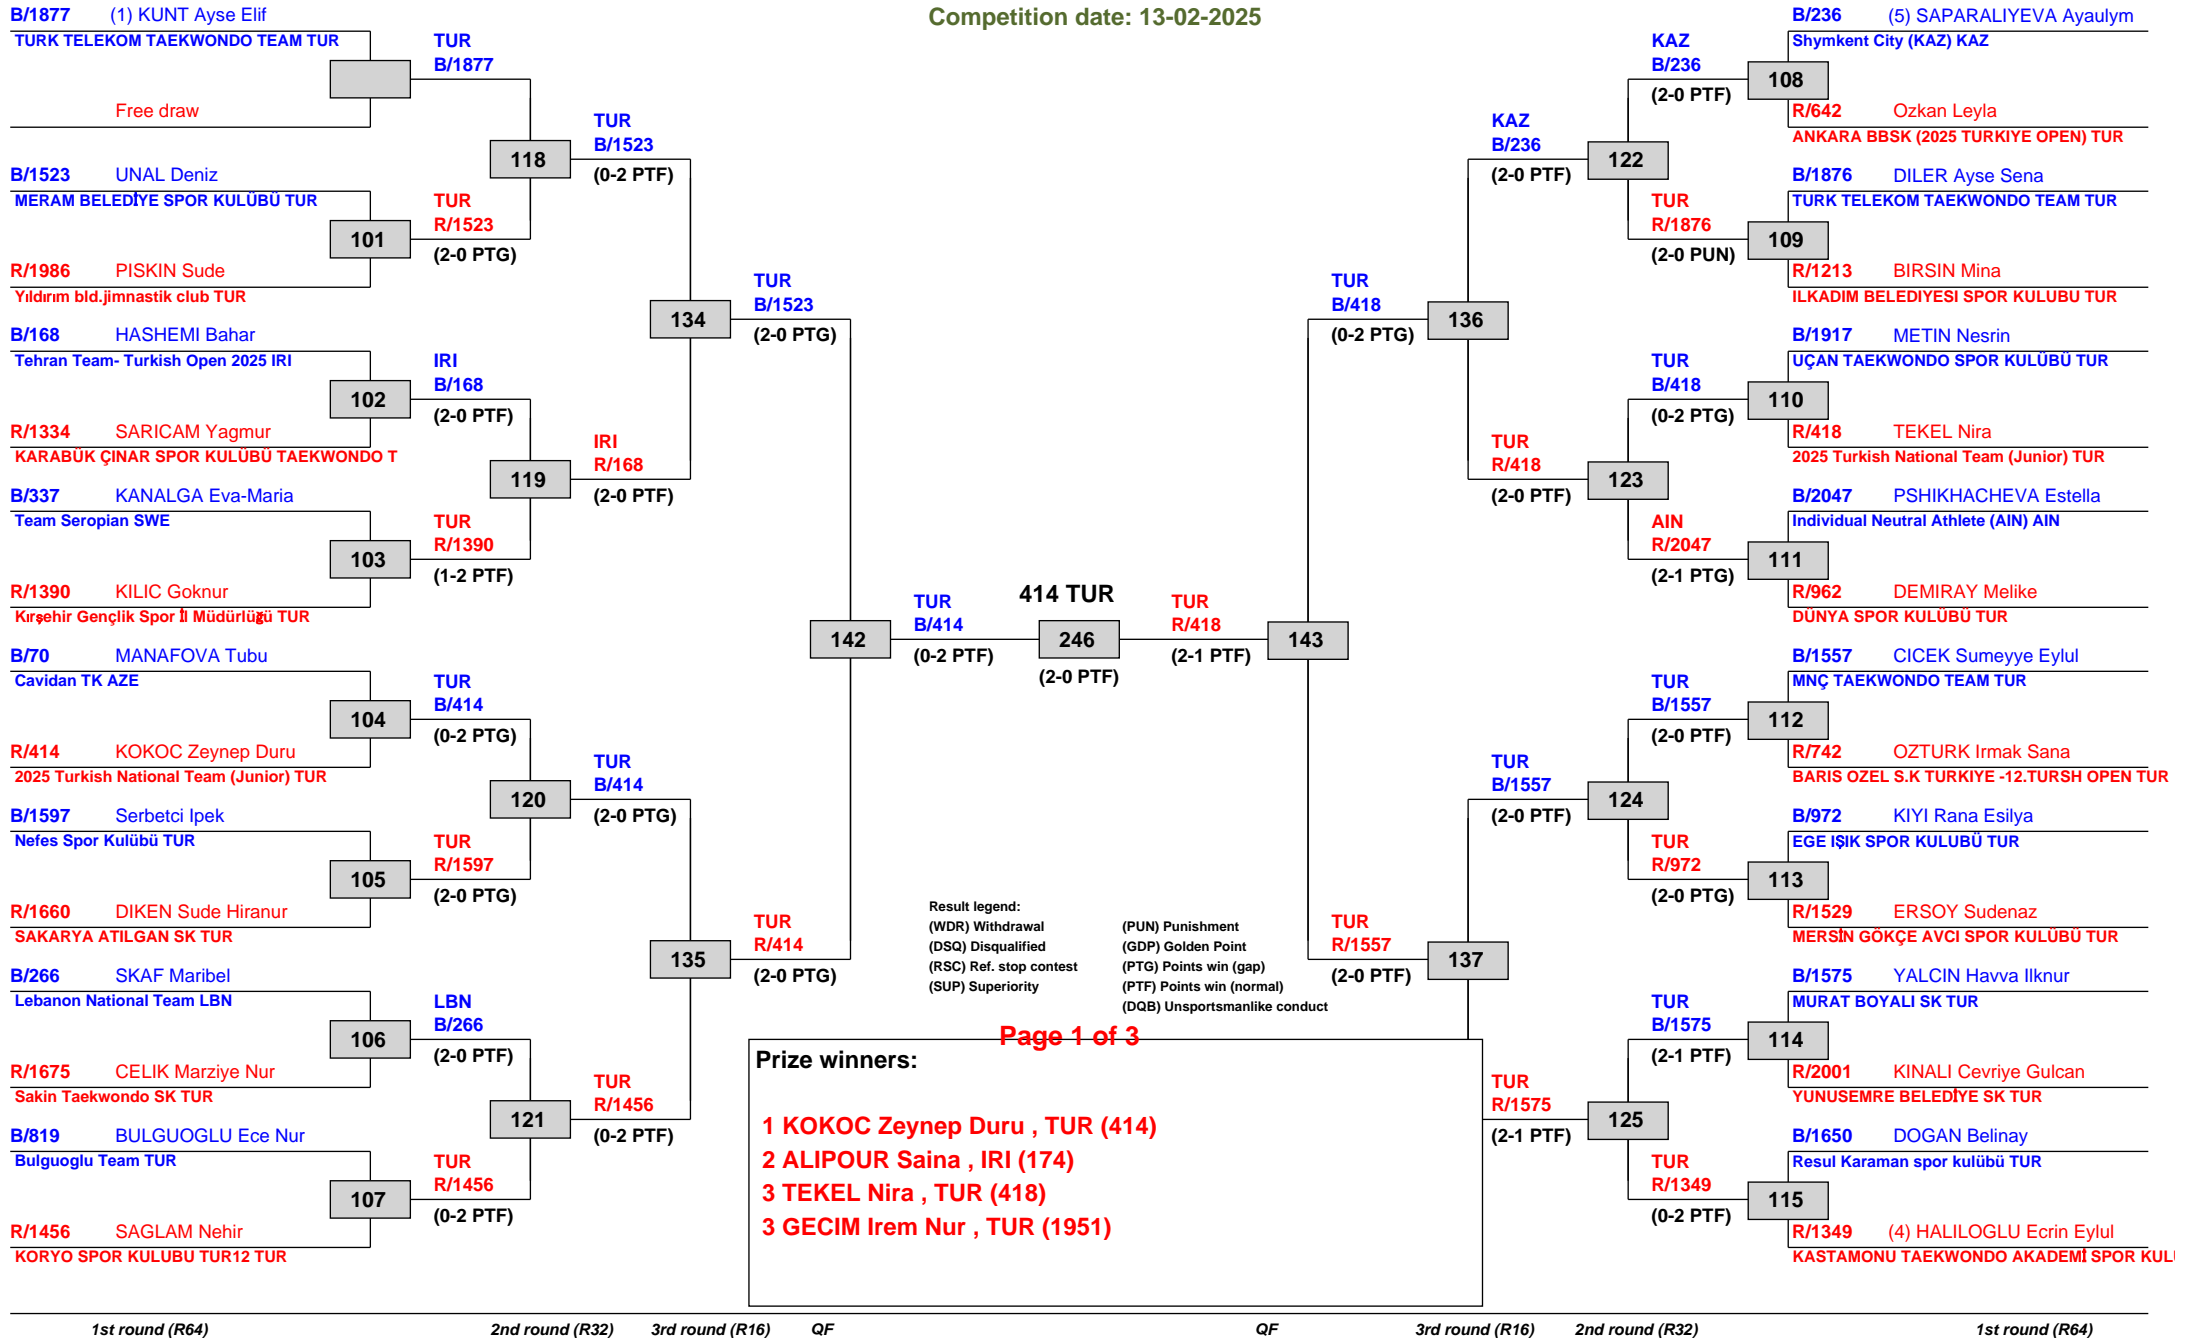 Competition date: 13-02-2025
B/1877 (1) KUNT Ayse Elif
TURK TELEKOM TAEKWONDO TEAM TUR
Free draw
B/1523 UNAL Deniz
MERAM BELEDİYE SPOR KULÜBÜ TUR
101
R/1986 PISKIN Sude
Yıldırım bld.jimnastik club TUR
B/168 HASHEMI Bahar
Tehran Team- Turkish Open 2025 IRI
102
R/1334 SARICAM Yagmur
KARABÜK ÇINAR SPOR KULÜBÜ TAEKWONDO T
B/337 KANALGA Eva-Maria
Team Seropian SWE
103
R/1390 KILIC Goknur
Kırşehir Gençlik Spor İl Müdürlüğü TUR
B/70 MANAFOVA Tubu
Cavidan TK AZE
104
R/414 KOKOC Zeynep Duru
2025 Turkish National Team (Junior) TUR
B/1597 Serbetci Ipek
Nefes Spor Kulübü TUR
105
R/1660 DIKEN Sude Hiranur
SAKARYA ATILGAN SK TUR
B/266 SKAF Maribel
Lebanon National Team LBN
106
R/1675 CELIK Marziye Nur
Sakin Taekwondo SK TUR
B/819 BULGUOGLU Ece Nur
Bulguoglu Team TUR
107
R/1456 SAGLAM Nehir
KORYO SPOR KULUBU TUR12 TUR
TUR
B/1877
118
TUR
R/1523
(2-0 PTG)
IRI
B/168
(2-0 PTF)
119
TUR
R/1390
(1-2 PTF)
TUR
B/414
(0-2 PTG)
120
TUR
R/1597
(2-0 PTG)
LBN
B/266
(2-0 PTF)
121
TUR
R/1456
(0-2 PTF)
TUR
B/1523
(0-2 PTF)
134
IRI
R/168
(2-0 PTF)
TUR
B/414
(2-0 PTG)
135
TUR
R/1456
(0-2 PTF)
TUR
B/1523
(2-0 PTG)
142
TUR
R/414
(2-0 PTG)
TUR
B/414
(0-2 PTF)
414 TUR
246
(2-0 PTF)
TUR
R/418
(2-1 PTF)
TUR
B/418
(0-2 PTG)
143
TUR
R/1557
(2-0 PTF)
KAZ
B/236
(2-0 PTF)
136
TUR
R/418
(2-0 PTF)
TUR
B/1557
(2-0 PTF)
137
TUR
R/1575
(2-1 PTF)
KAZ
B/236
(2-0 PTF)
122
TUR
R/1876
(2-0 PUN)
TUR
B/418
(0-2 PTG)
123
AIN
R/2047
(2-1 PTG)
TUR
B/1557
(2-0 PTF)
124
TUR
R/972
(2-0 PTG)
TUR
B/1575
(2-1 PTF)
125
TUR
R/1349
(0-2 PTF)
B/236 (5) SAPARALIYEVA Ayaulym
Shymkent City (KAZ) KAZ
108
R/642 Ozkan Leyla
ANKARA BBSK (2025 TURKIYE OPEN) TUR
B/1876 DILER Ayse Sena
TURK TELEKOM TAEKWONDO TEAM TUR
109
R/1213 BIRSIN Mina
ILKADIM BELEDIYESI SPOR KULUBU TUR
B/1917 METIN Nesrin
UÇAN TAEKWONDO SPOR KULÜBÜ TUR
110
R/418 TEKEL Nira
2025 Turkish National Team (Junior) TUR
B/2047 PSHIKHACHEVA Estella
Individual Neutral Athlete (AIN) AIN
111
R/962 DEMIRAY Melike
DÜNYA SPOR KULÜBÜ TUR
B/1557 CICEK Sumeyye Eylul
MNÇ TAEKWONDO TEAM TUR
112
R/742 OZTURK Irmak Sana
BARIS OZEL S.K TURKIYE -12.TURSH OPEN TUR
B/972 KIYI Rana Esilya
EGE IŞIK SPOR KULUBÜ TUR
113
R/1529 ERSOY Sudenaz
MERSİN GÖKÇE AVCI SPOR KULÜBÜ TUR
B/1575 YALCIN Havva Ilknur
MURAT BOYALI SK TUR
114
R/2001 KINALI Cevriye Gulcan
YUNUSEMRE BELEDİYE SK TUR
B/1650 DOGAN Belinay
Resul Karaman spor kulübü TUR
115
R/1349 (4) HALILOGLU Ecrin Eylul
KASTAMONU TAEKWONDO AKADEMİ SPOR KUL
Result legend:
(WDR) Withdrawal (PUN) Punishment
(DSQ) Disqualified (GDP) Golden Point
(RSC) Ref. stop contest (PTG) Points win (gap)
(SUP) Superiority (PTF) Points win (normal)
(DQB) Unsportsmanlike conduct
Page 1 of 3
Prize winners:
1 KOKOC Zeynep Duru , TUR (414)
2 ALIPOUR Saina , IRI (174)
3 TEKEL Nira , TUR (418)
3 GECIM Irem Nur , TUR (1951)
1st round (R64) 2nd round (R32) 3rd round (R16) QF QF 3rd round (R16) 2nd round (R32) 1st round (R64)